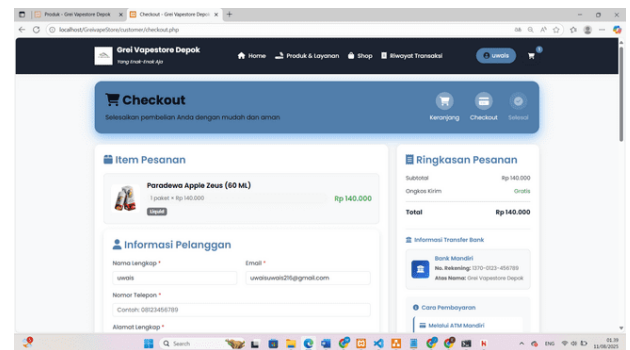 Produk - Grei Vapestore Depok
Checkout - Grei Vapestore Depok
localhost/GreivapeStore/customer/checkout.php
Grei Vapestore Depok
Yang Enak-Enak Aja
Home
Produk & Layanan
Shop
Riwayat Transaksi
uwais
Checkout
Selesaikan pembelian Anda dengan mudah dan aman
Keranjang
Checkout
Selesai
Item Pesanan
Paradewa Apple Zeus (60 ML)
1 paket × Rp 140.000
Rp 140.000
Liquid
Informasi Pelanggan
Nama Lengkap *
Email *
uwais
uwaisuwais216@gmail.com
Nomor Telepon *
Contoh: 08123456789
Alamat Lengkap *
Ringkasan Pesanan
Subtotal
Rp 140.000
Ongkos Kirim
Gratis
Total
Rp 140.000
Informasi Transfer Bank
Bank Mandiri
No. Rekening: 1270-0123-456789
Atas Nama: Grei Vapestore Depok
Cara Pembayaran
Melalui ATM Mandiri
Search
ENG
01.39
11/08/2025